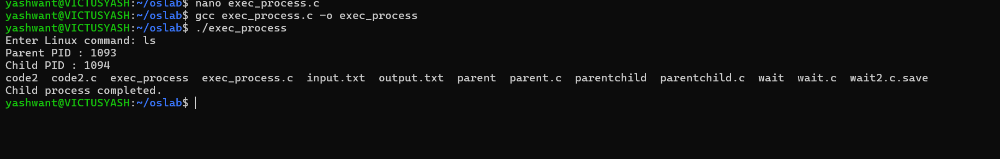 yashwant@VICTUSYASH:~/oslab$ nano exec_process.c
yashwant@VICTUSYASH:~/oslab$ gcc exec_process.c -o exec_process
yashwant@VICTUSYASH:~/oslab$ ./exec_process
Enter Linux command: ls
Parent PID : 1093
Child PID : 1094
code2  code2.c  exec_process  exec_process.c  input.txt  output.txt  parent  parent.c  parentchild  parentchild.c  wait  wait.c  wait2.c.save
Child process completed.
yashwant@VICTUSYASH:~/oslab$